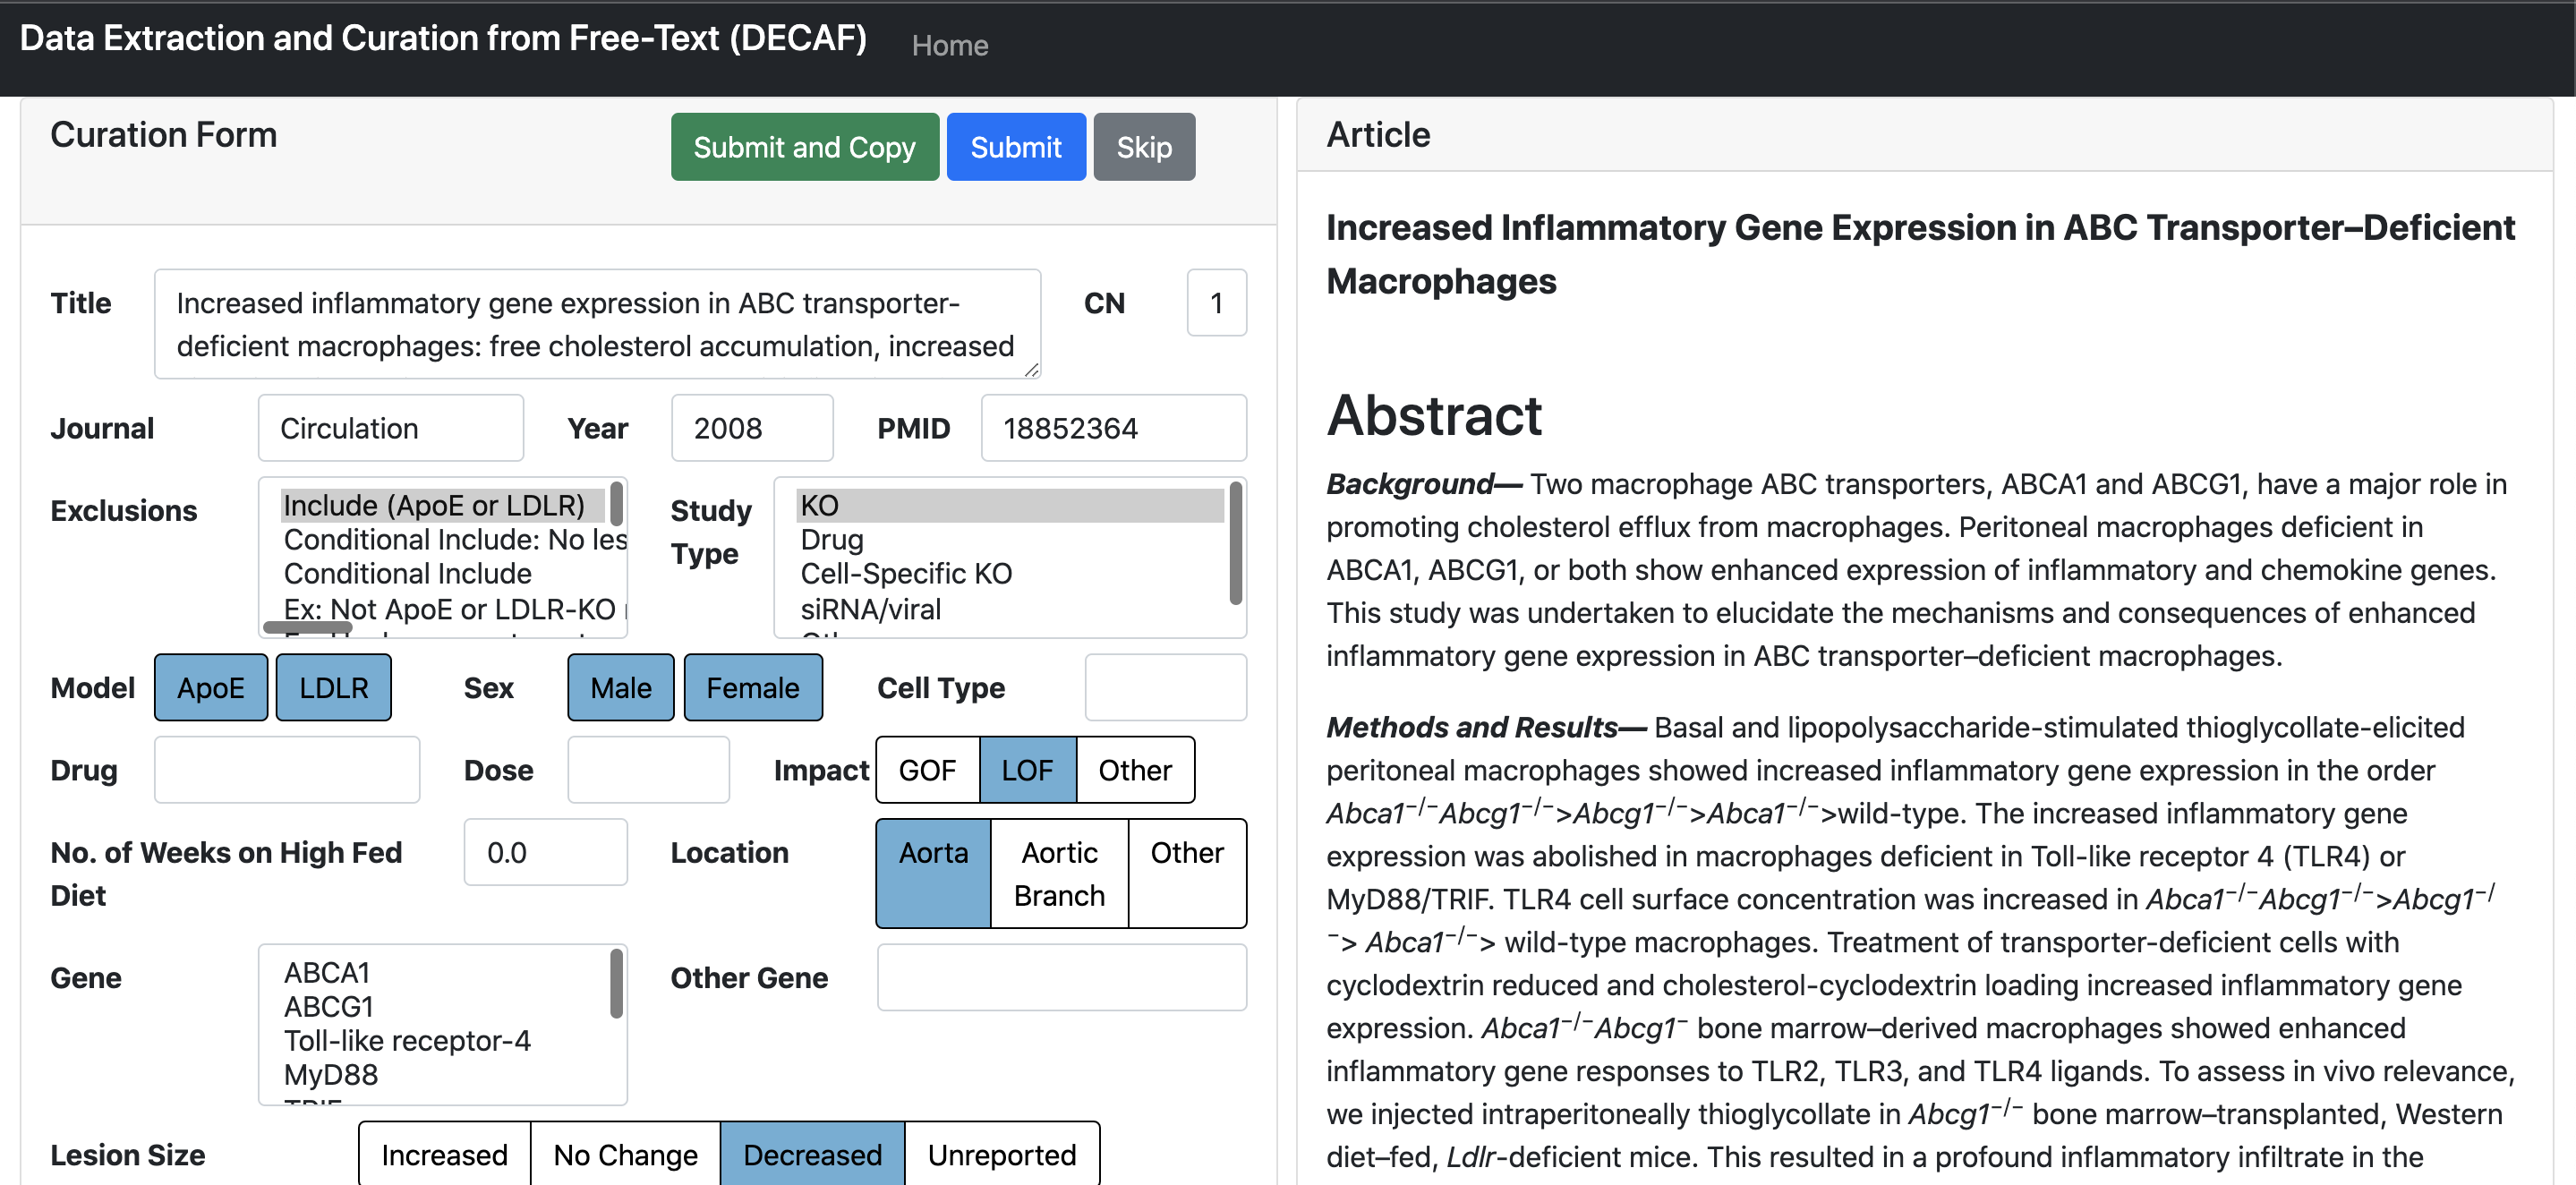 Data Extraction and Curation from Free-Text (DECAF) Home
Curation Form
Submit and Copy Submit Skip
Title
Increased inflammatory gene expression in ABC transporter-
deficient macrophages: free cholesterol accumulation, increased
CN 1
Journal Circulation Year 2008 PMID 18852364
Exclusions
Include (ApoE or LDLR)
Conditional Include: No les
Conditional Include
Ex: Not ApoE or LDLR-KO
Study
Type
KO
Drug
Cell-Specific KO
siRNA/viral
Model ApoE LDLR Sex Male Female Cell Type
Drug Dose Impact GOF LOF Other
No. of Weeks on High Fed
Diet
0.0
Location Aorta
Aortic
Branch
Other
Gene
ABCA1
ABCG1
Toll-like receptor-4
MyD88
TRIF
Other Gene
Lesion Size Increased No Change Decreased Unreported
Article
Increased Inflammatory Gene Expression in ABC Transporter–Deficient
Macrophages
Abstract
Background— Two macrophage ABC transporters, ABCA1 and ABCG1, have a major role in
promoting cholesterol efflux from macrophages. Peritoneal macrophages deficient in
ABCA1, ABCG1, or both show enhanced expression of inflammatory and chemokine genes.
This study was undertaken to elucidate the mechanisms and consequences of enhanced
inflammatory gene expression in ABC transporter–deficient macrophages.
Methods and Results— Basal and lipopolysaccharide-stimulated thioglycollate-elicited
peritoneal macrophages showed increased inflammatory gene expression in the order
Abca1⁻/⁻Abcg1⁻/⁻>Abcg1⁻/⁻>Abca1⁻/⁻>wild-type. The increased inflammatory gene
expression was abolished in macrophages deficient in Toll-like receptor 4 (TLR4) or
MyD88/TRIF. TLR4 cell surface concentration was increased in Abca1⁻/⁻Abcg1⁻/⁻>Abcg1⁻/
⁻> Abca1⁻/⁻> wild-type macrophages. Treatment of transporter-deficient cells with
cyclodextrin reduced and cholesterol-cyclodextrin loading increased inflammatory gene
expression. Abca1⁻/⁻Abcg1⁻ bone marrow–derived macrophages showed enhanced
inflammatory gene responses to TLR2, TLR3, and TLR4 ligands. To assess in vivo relevance,
we injected intraperitoneally thioglycollate in Abcg1⁻/⁻ bone marrow–transplanted, Western
diet–fed, Ldlr-deficient mice. This resulted in a profound inflammatory infiltrate in the